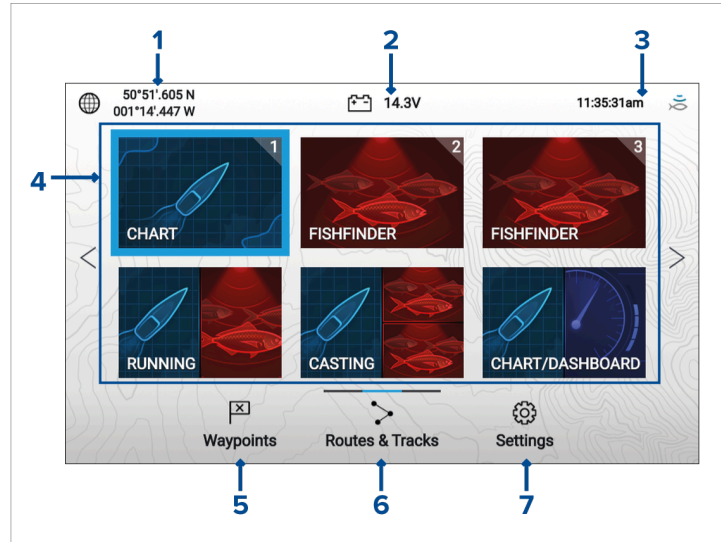 1
2
3
50°51'.605 N
001°14'.447 W
14.3V
11:35:31am
4
1
CHART
2
FISHFINDER
3
FISHFINDER
RUNNING
CASTING
CHART/DASHBOARD
Waypoints
Routes & Tracks
Settings
5
6
7